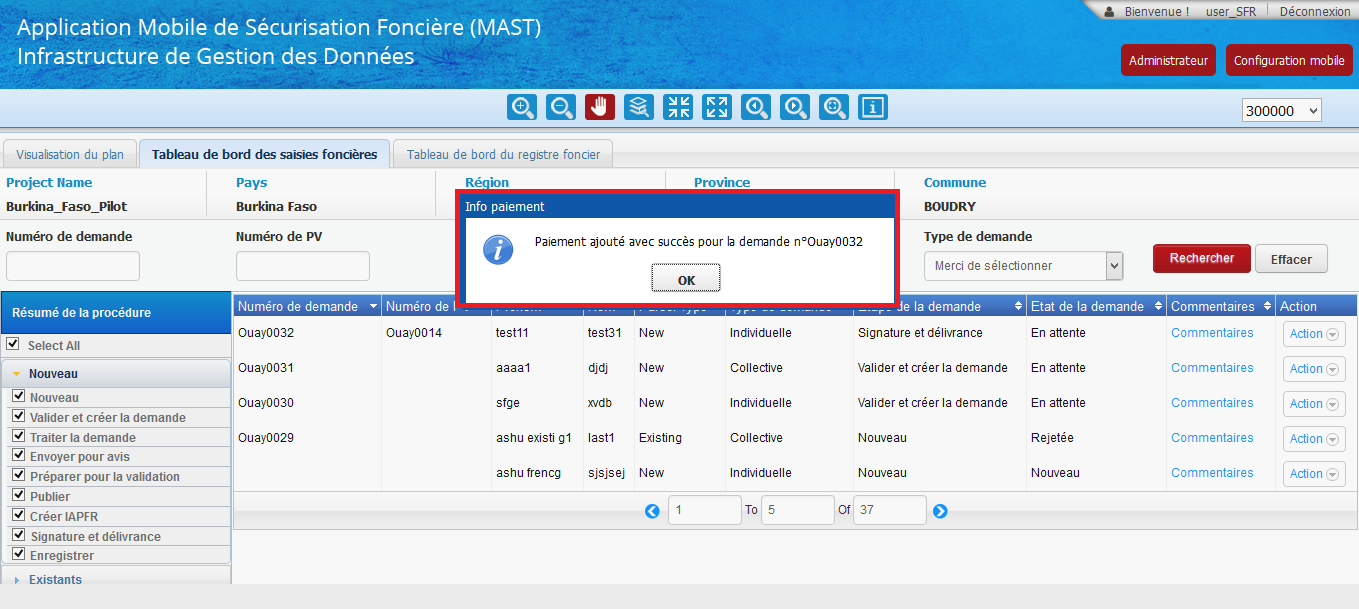 Application Mobile de Sécurisation Foncière (MAST)
Infrastructure de Gestion des Données
Bienvenue ! user_SFR Déconnexion
Administrateur Configuration mobile
300000
Visualisation du plan Tableau de bord des saisies foncières Tableau de bord du registre foncier
Project Name Pays Région Province Commune
Burkina_Faso_Pilot Burkina Faso BOUDRY
Info paiement
Paiement ajouté avec succès pour la demande n°Ouay0032
OK
Numéro de demande Numéro de PV Type de demande
Merci de sélectionner Rechercher Effacer
Résumé de la procédure
Select All
Nouveau
Nouveau
Valider et créer la demande
Traiter la demande
Envoyer pour avis
Préparer pour la validation
Publier
Créer IAPFR
Signature et délivrance
Enregistrer
Existants
Numéro de demande Numéro de Etape de la demande Etat de la demande Commentaires Action
Ouay0032 Ouay0014 test11 test31 New Individuelle Signature et délivrance En attente Commentaires Action
Ouay0031 aaaa1 djdj New Collective Valider et créer la demande En attente Commentaires Action
Ouay0030 sfge xvdb New Individuelle Valider et créer la demande En attente Commentaires Action
Ouay0029 ashu existi g1 last1 Existing Collective Nouveau Rejetée Commentaires Action
ashu frencg sjsjsej New Individuelle Nouveau Nouveau Commentaires Action
1 To 5 Of 37